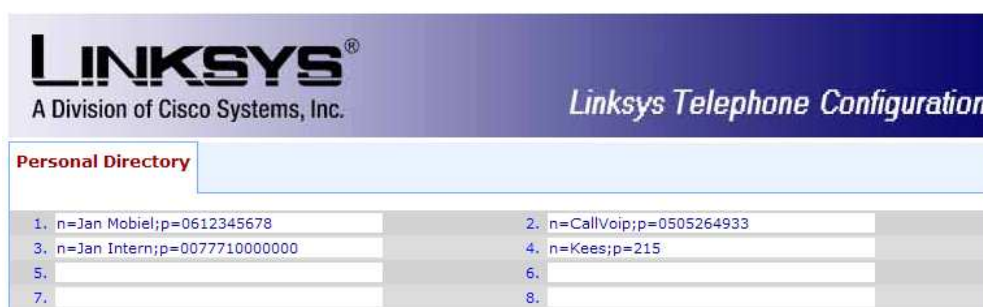 LINKSYS®
A Division of Cisco Systems, Inc.
Linksys Telephone Configuration
Personal Directory
1. n=Jan Mobiel;p=0612345678 2. n=CallVoip;p=0505264933
3. n=Jan Intern;p=0077710000000 4. n=Kees;p=215
5. 6.
7. 8.